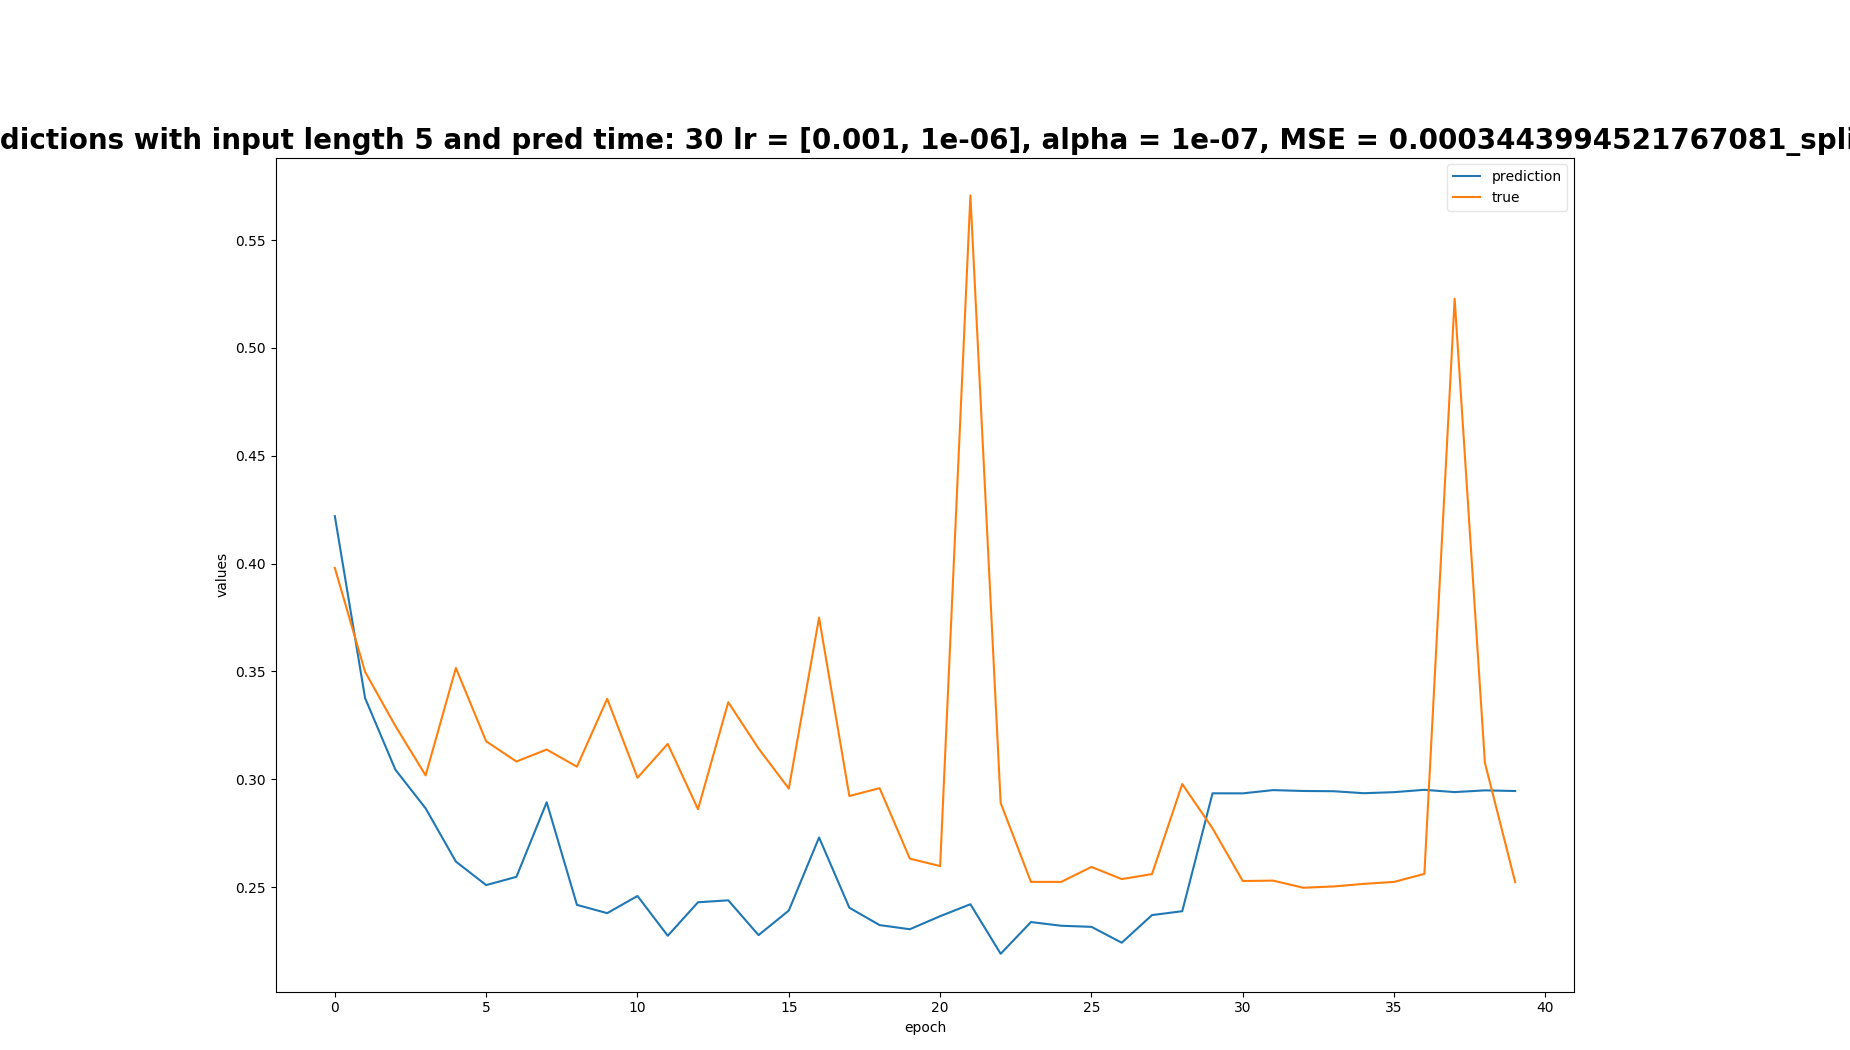 dictions with input length 5 and pred time: 30 lr = [0.001, 1e-06], alpha = 1e-07, MSE = 0.0003443994521767081_spli
prediction
true
0.55
0.50
0.45
0.40
0.35
0.30
0.25
values
0 5 10 15 20 25 30 35 40
epoch